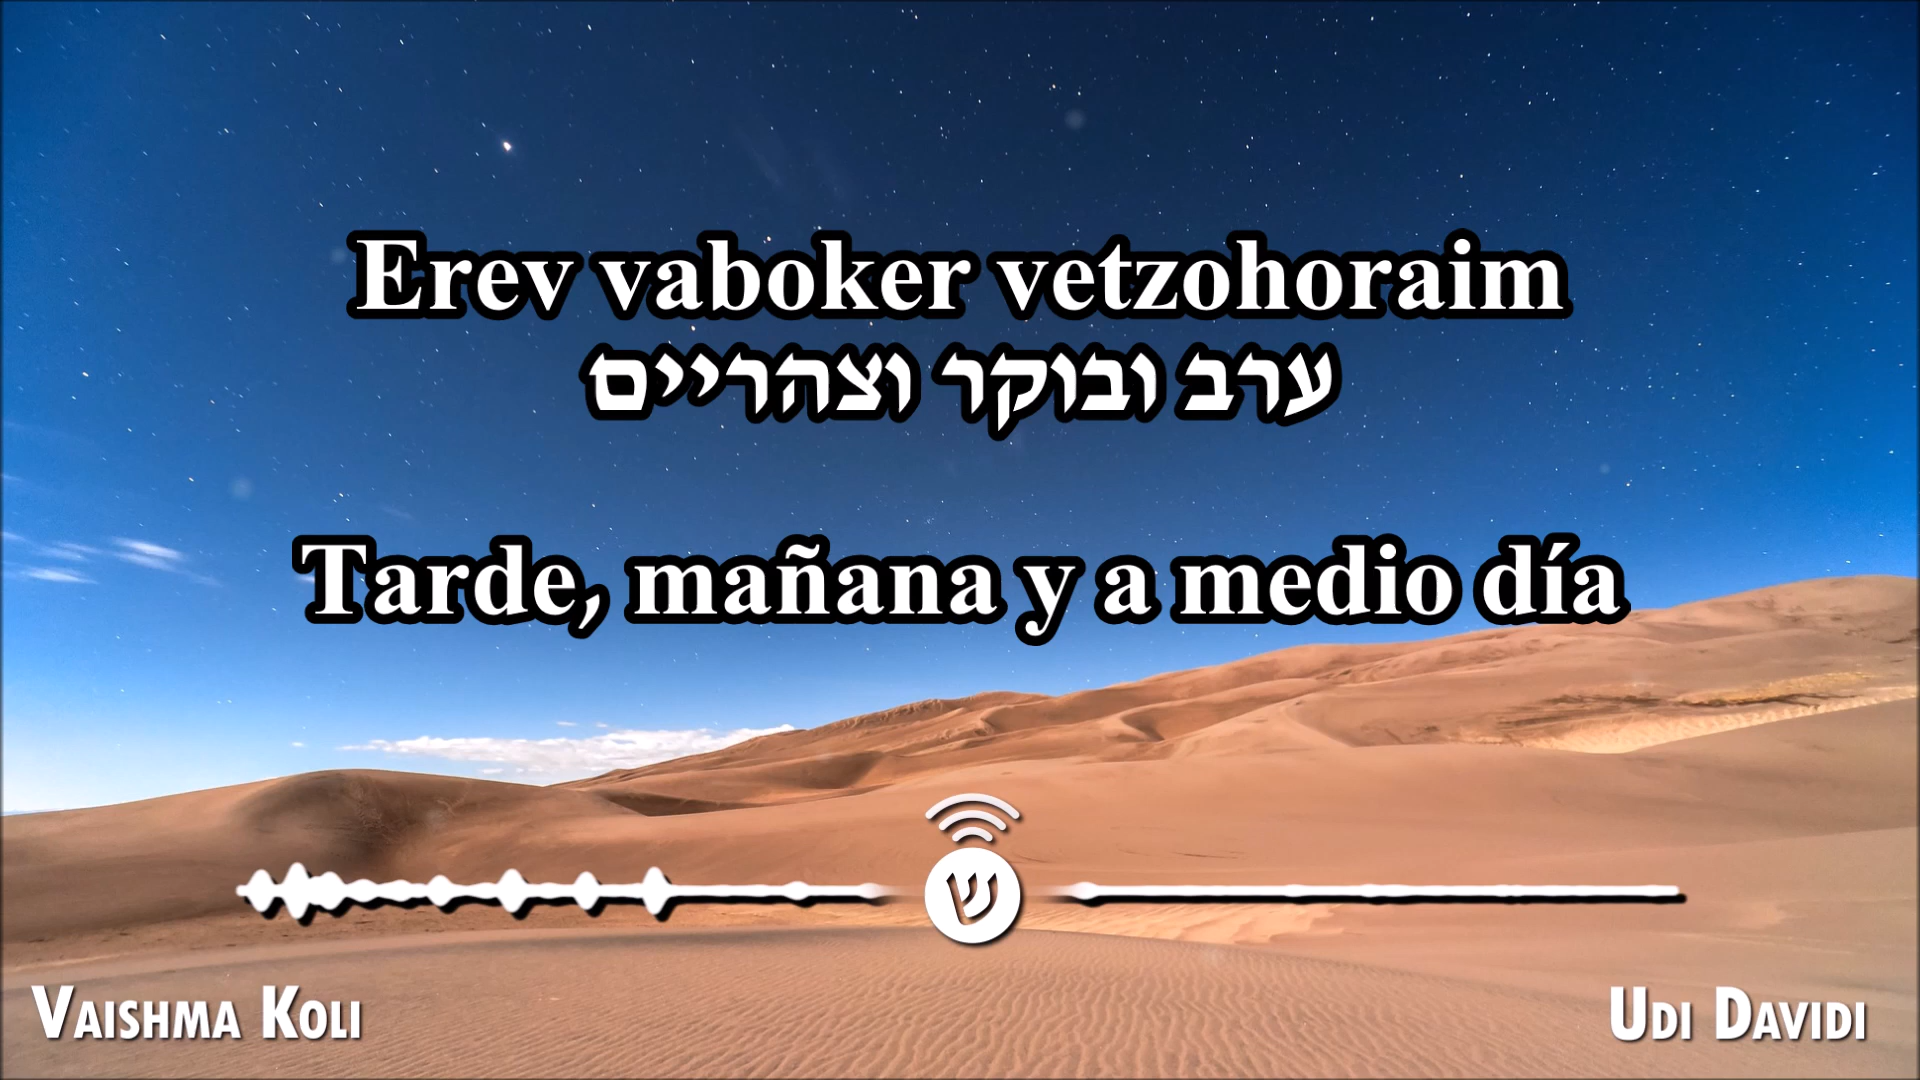 Erev vaboker vetzohoraim
ערב ובוקר וצהריים
Tarde, mañana y a medio día
ש
Vaishma Koli
Udi Davidi